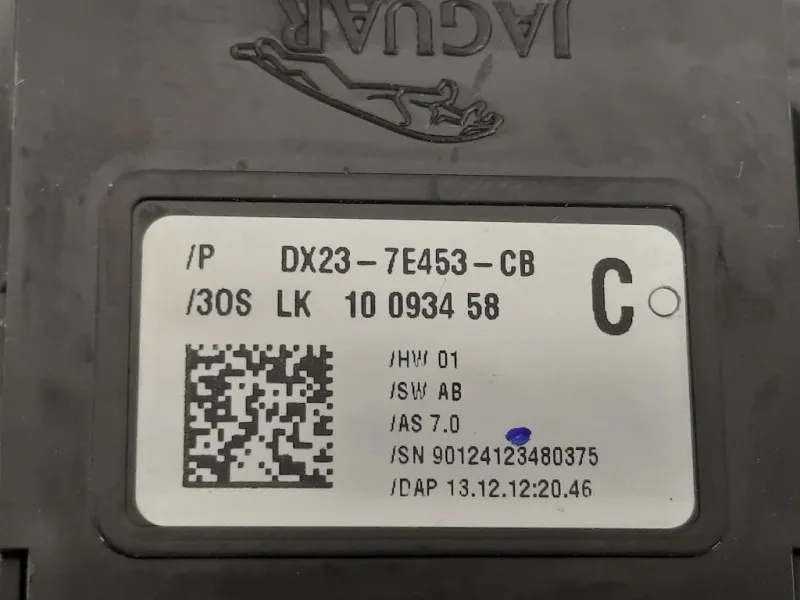 JAGUAR
/P DX23-7E453-CB
/3OS LK 10 0934 58
C
/HW 01
/SW AB
/AS 7.0
/SN 90124123480375
/DAP 13.12.12:20.46